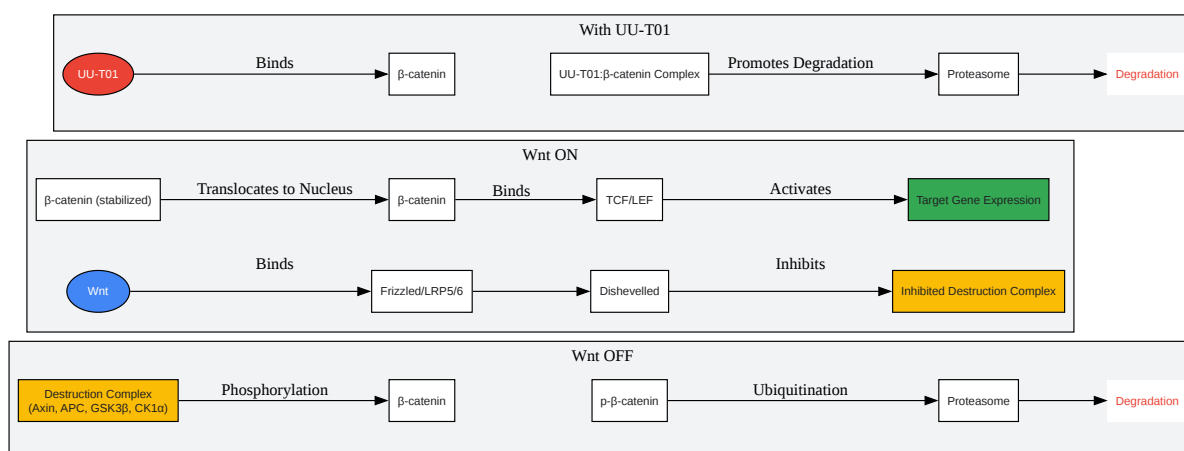 With UU-T01
UU-T01
Binds
β-catenin
UU-T01:β-catenin Complex
Promotes Degradation
Proteasome
Degradation
Wnt ON
β-catenin (stabilized)
Translocates to Nucleus
β-catenin
Binds
TCF/LEF
Activates
Target Gene Expression
Wnt
Binds
Frizzled/LRP5/6
Dishevelled
Inhibits
Inhibited Destruction Complex
Wnt OFF
Destruction Complex
(Axin, APC, GSK3β, CK1α)
Phosphorylation
β-catenin
p-β-catenin
Ubiquitination
Proteasome
Degradation